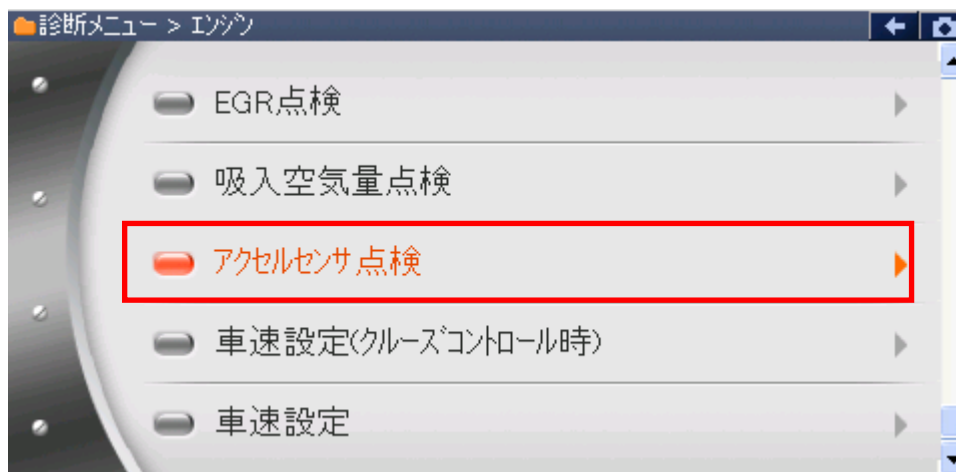 診断メニュー > エンジン
EGR点検
吸入空気量点検
アクセルセンサ点検
車速設定(クルーズコントロール時)
車速設定